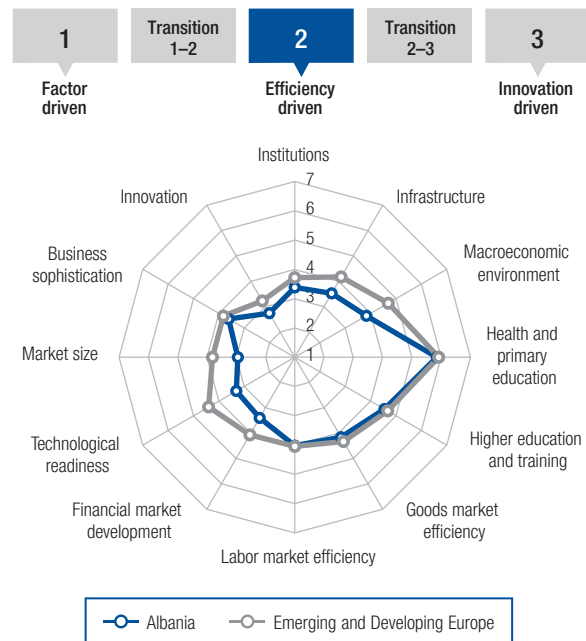 1
Transition
1–2
2
Transition
2–3
3
Factor
driven
Efficiency
driven
Innovation
driven
Institutions
7
Innovation
Infrastructure
6
5
Business
sophistication
Macroeconomic
environment
4
3
Market size
2
1
Health and
primary
education
Technological
readiness
Higher education
and training
Financial market
development
Goods market
efficiency
Labor market efficiency
Albania
Emerging and Developing Europe